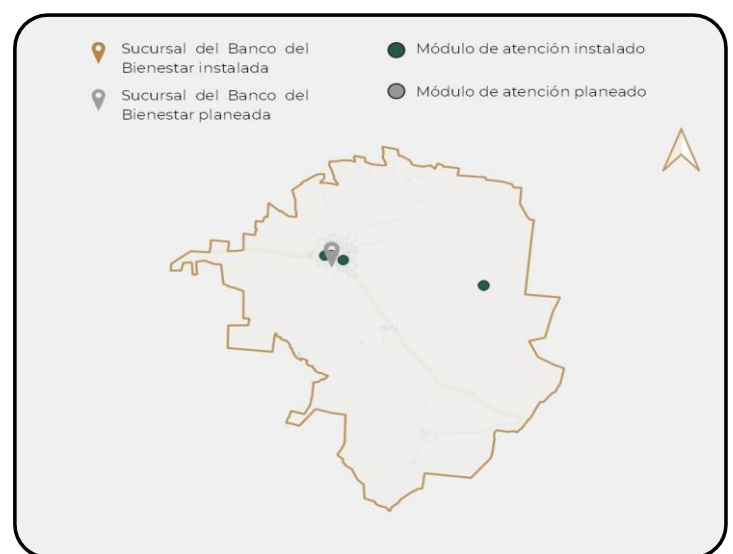 Sucursal del Banco del
Bienestar instalada
Sucursal del Banco del
Bienestar planeada
Módulo de atención instalado
Módulo de atención planeado